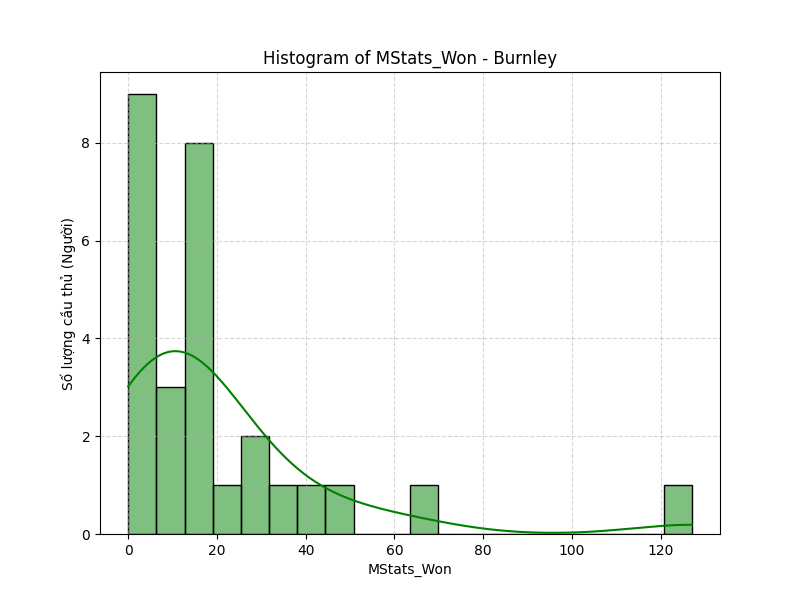 Histogram of MStats_Won - Burnley
Số lượng cầu thủ (Người)
8
6
4
2
0
0 20 40 60 80 100 120
MStats_Won